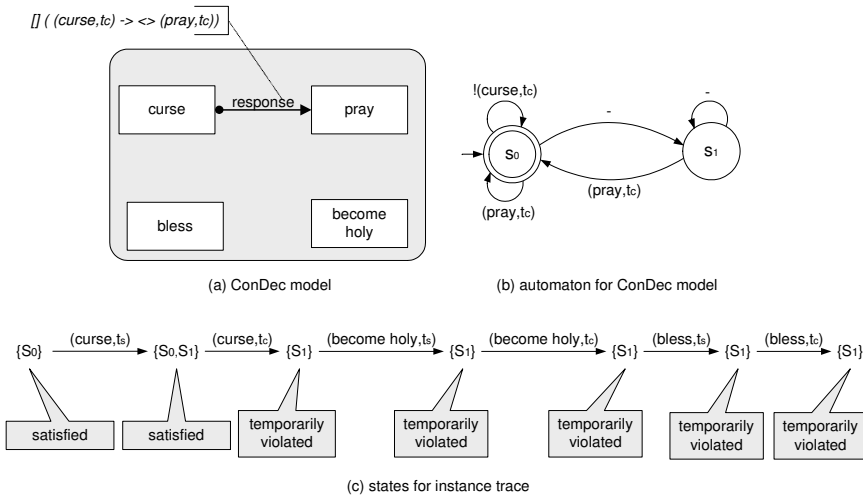 [] ( (curse,tc) -> <> (pray,tc))
curse
response
pray
bless
become
holy
(a) ConDec model
!(curse,tc)
-
-
S0
S1
(pray,tc)
(pray,tc)
(b) automaton for ConDec model
{S0}
(curse,ts)
{S0,S1}
(curse,tc)
{S1}
(become holy,ts)
{S1}
(become holy,tc)
{S1}
(bless,ts)
{S1}
(bless,tc)
{S1}
satisfied
satisfied
temporarily
violated
temporarily
violated
temporarily
violated
temporarily
violated
temporarily
violated
(c) states for instance trace